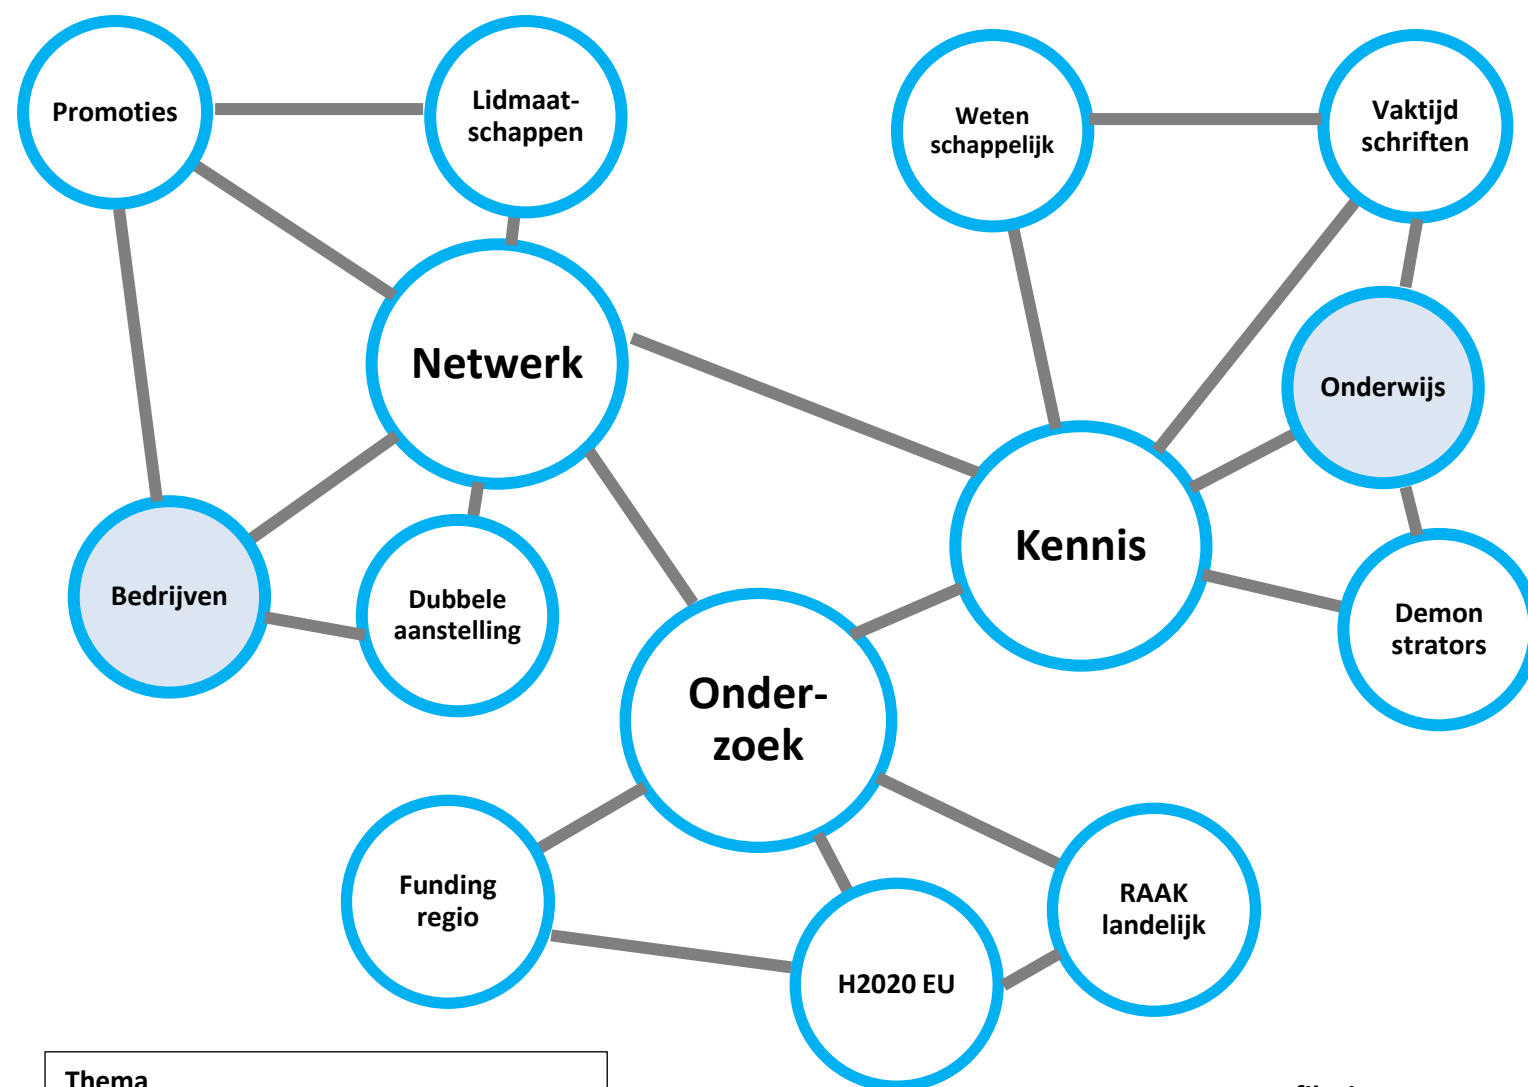 Promoties
Lidmaat-
schappen
Weten
schappelijk
Vaktijd
schriften
Netwerk
Onderwijs
Kennis
Bedrijven
Dubbele
aanstelling
Demon
strators
Onder-
zoek
Funding
regio
RAAK
landelijk
H2020 EU
Thema